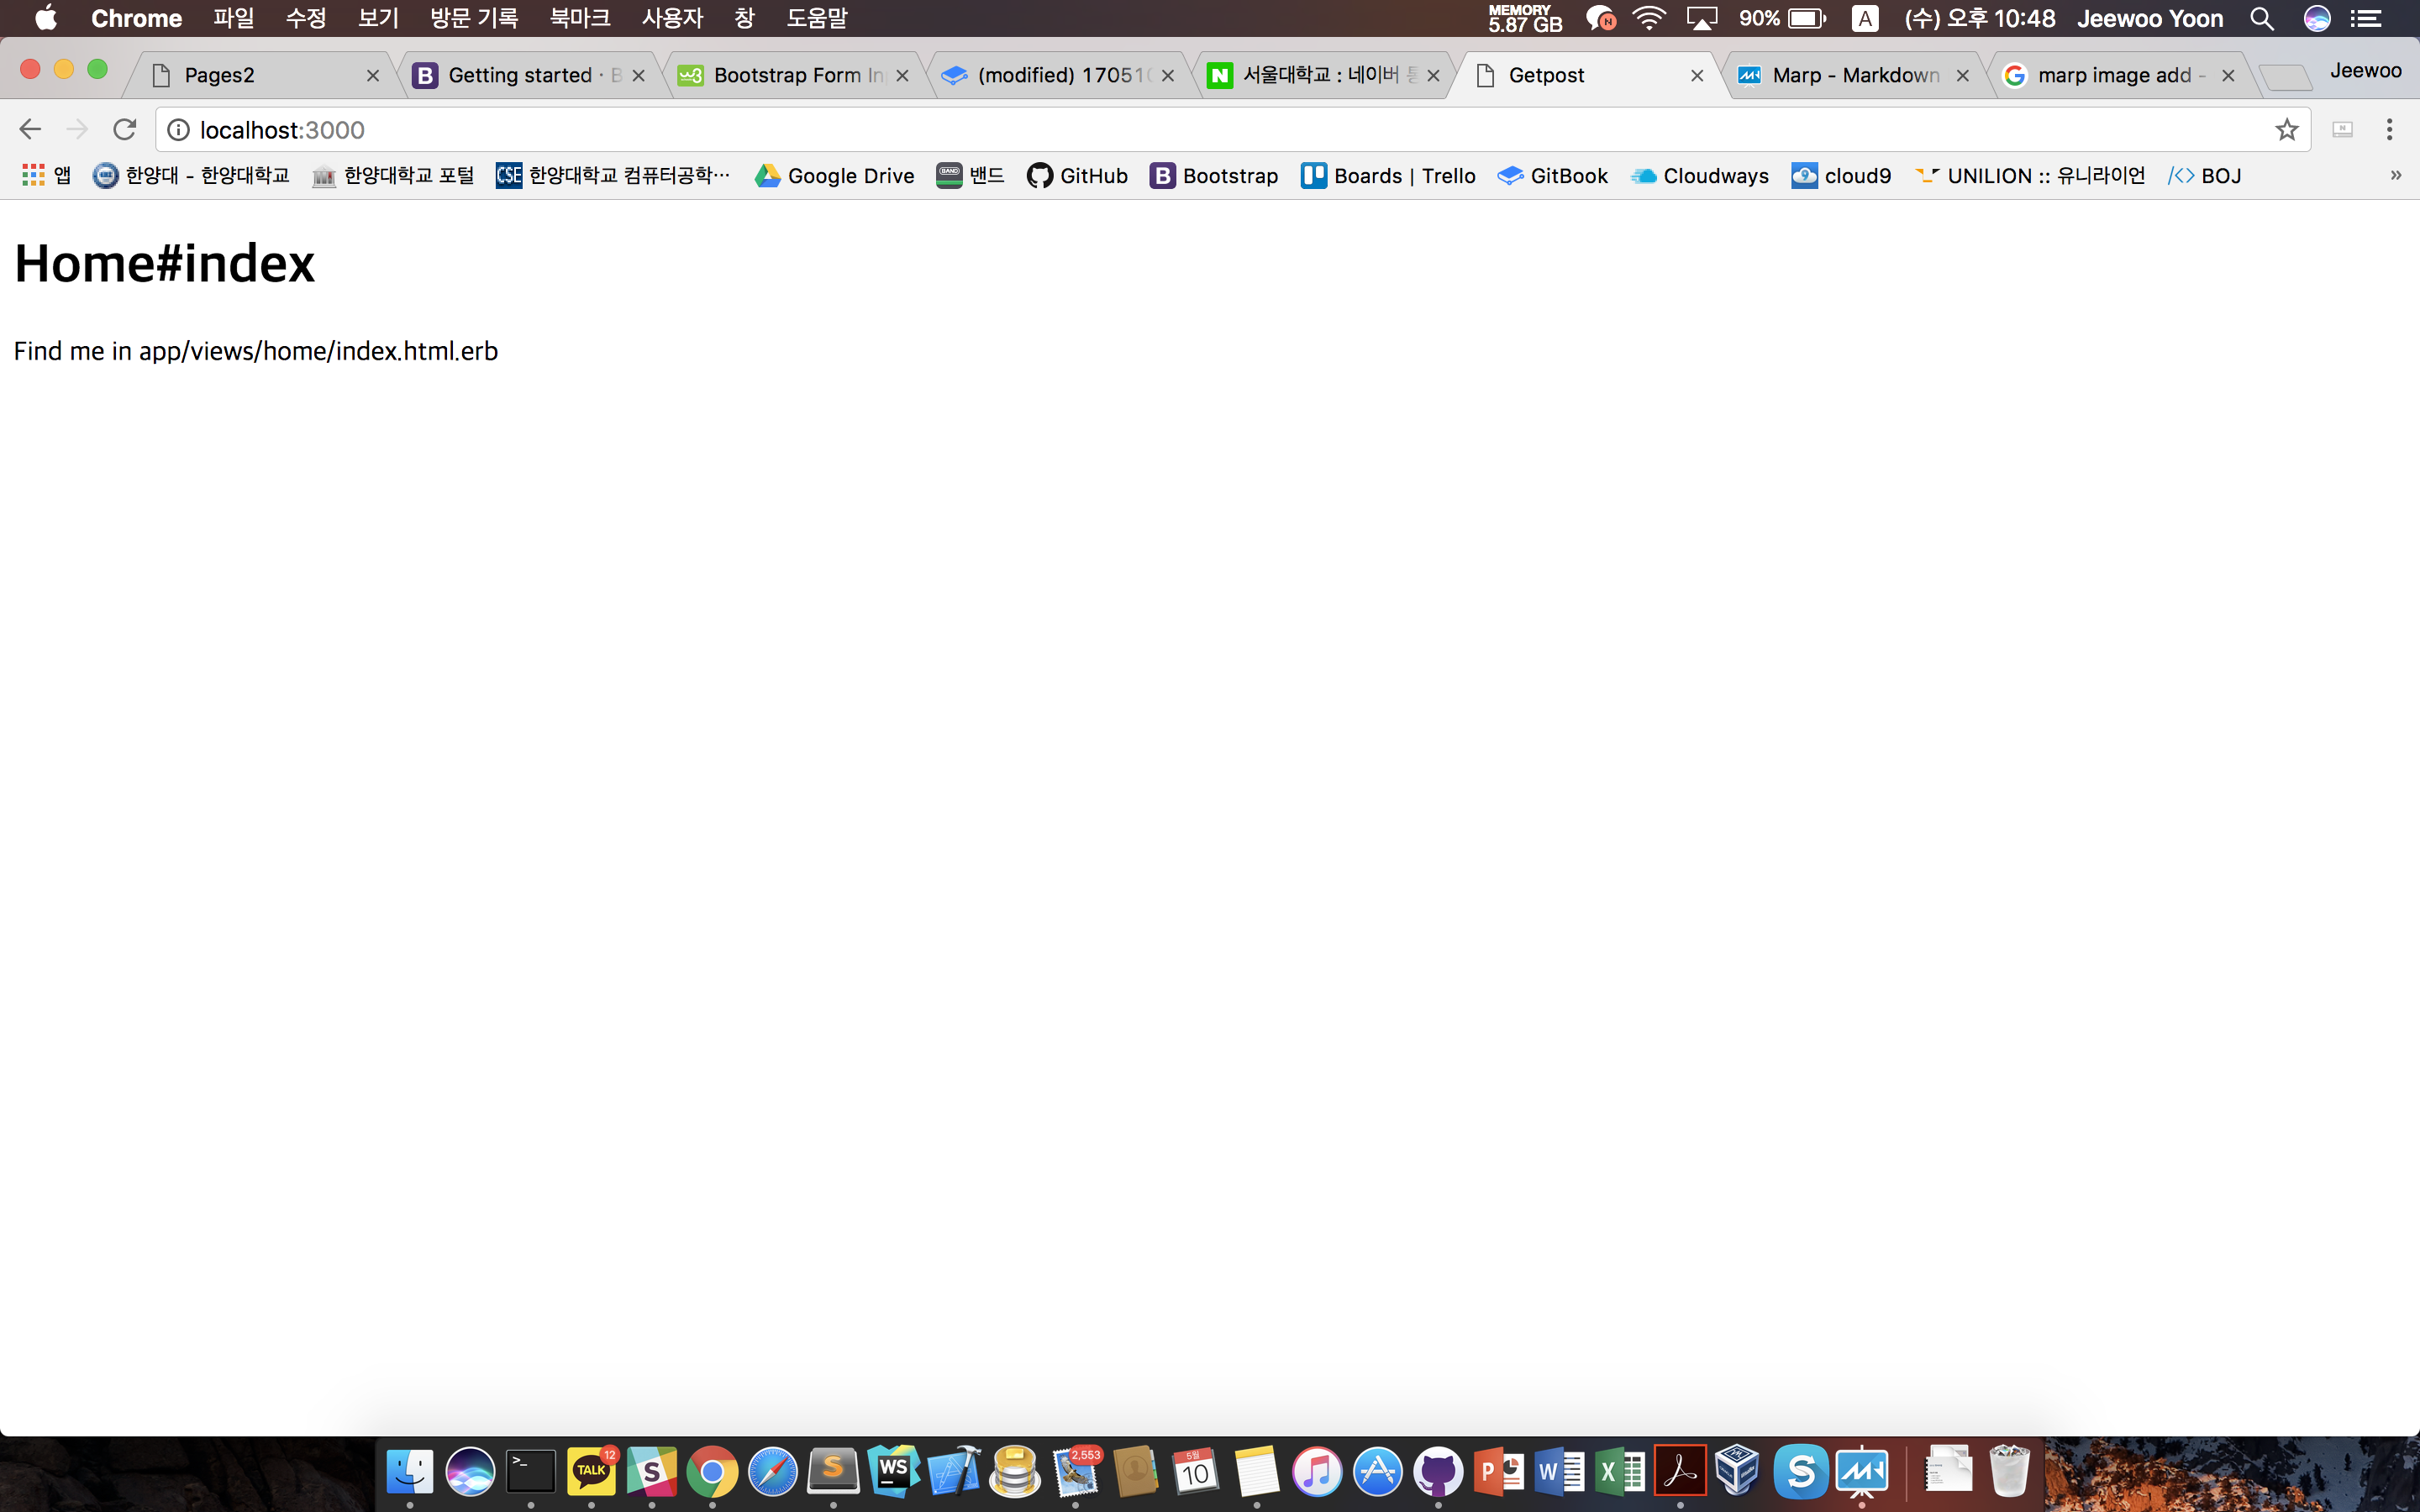 Chrome 파일 수정 보기 방문 기록 북마크 사용자 창 도움말 MEMORY 5.87 GB N 90% A (수) 오후 10:48 Jeewoo Yoon
Pages2 B Getting started · B w3 Bootstrap Form In (modified) 17051 N 서울대학교 : 네이버 Getpost Marp - Markdown G marp image add - Jeewoo
localhost:3000
앱 한양대 - 한양대학교 한양대학교 포털 CSE 한양대학교 컴퓨터공학… Google Drive BAND 밴드 GitHub B Bootstrap Boards | Trello GitBook Cloudways 9 cloud9 UNILION :: 유니라이언 /<> BOJ »
Home#index
Find me in app/views/home/index.html.erb
>_ TALK 12 S S WS 2,553 5월 10 P W X S